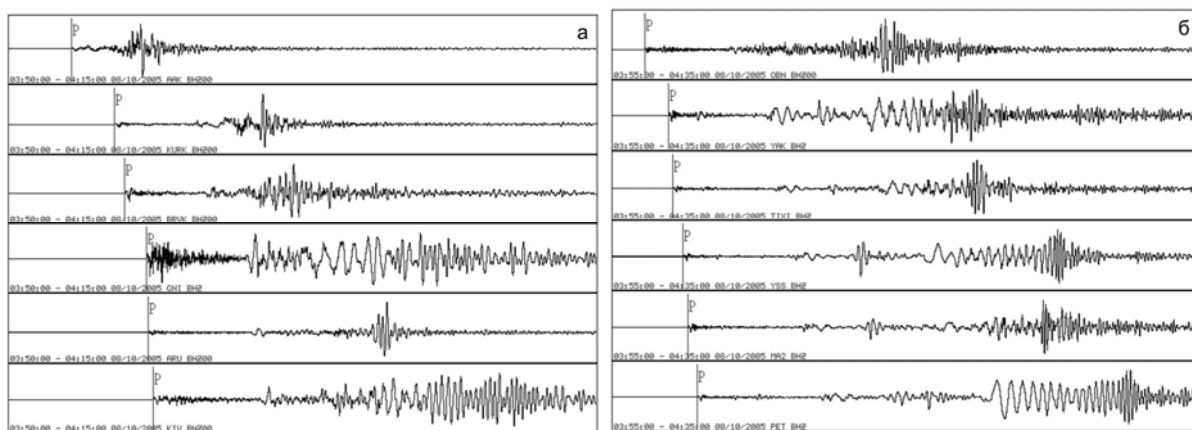 а
P
03:50:00 - 04:15:00 08/10/2005 AAK BHZ00
P
03:50:00 - 04:15:00 08/10/2005 KURK BHZ00
P
03:50:00 - 04:15:00 08/10/2005 BRVK BHZ00
P
03:50:00 - 04:15:00 08/10/2005 GNI BHZ
P
03:50:00 - 04:15:00 08/10/2005 ARU BHZ00
P
03:50:00 - 04:15:00 08/10/2005 KIV BHZ00
б
P
03:55:00 - 04:35:00 08/10/2005 OBN BHZ00
P
03:55:00 - 04:35:00 08/10/2005 YAK BHZ
P
03:55:00 - 04:35:00 08/10/2005 TIXI BHZ
P
03:55:00 - 04:35:00 08/10/2005 YSS BHZ
P
03:55:00 - 04:35:00 08/10/2005 MA2 BHZ
P
03:55:00 - 04:35:00 08/10/2005 PET BHZ